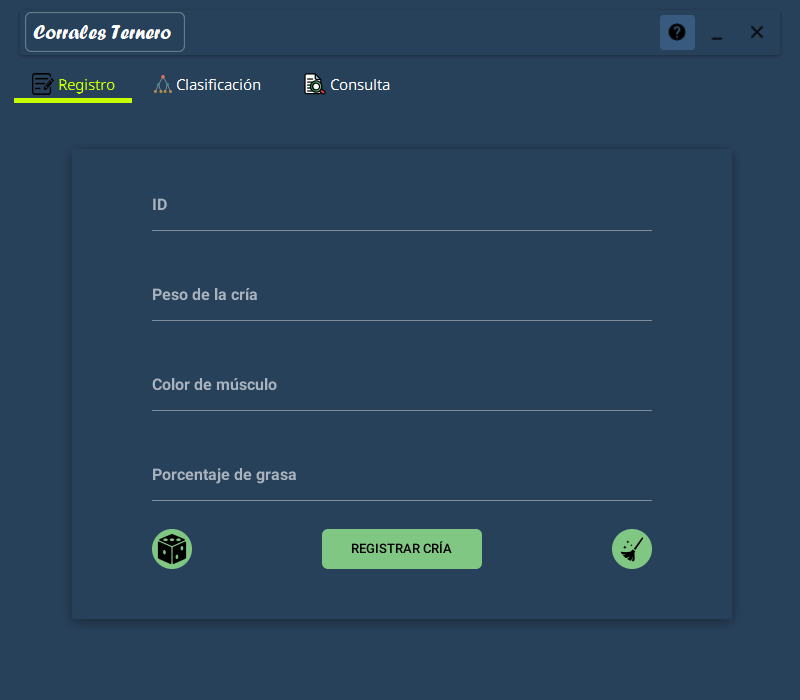 Corrales Ternero
Registro
Clasificación
Consulta
ID
Peso de la cría
Color de músculo
Porcentaje de grasa
REGISTRAR CRÍA